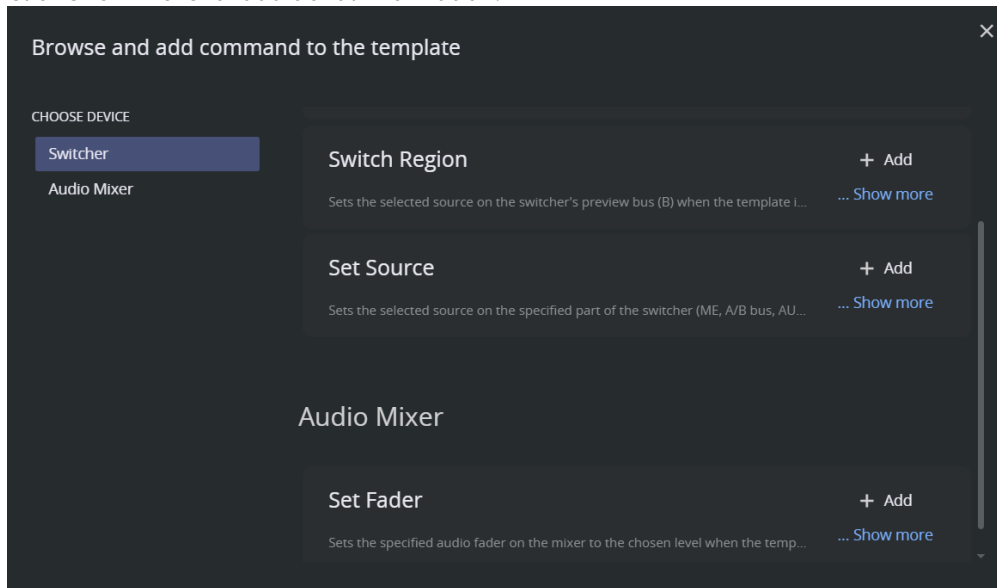 Browse and add command to the template
CHOOSE DEVICE
Switcher
Audio Mixer
Switch Region
+ Add
Sets the selected source on the switcher's preview bus (B) when the template i...
... Show more
Set Source
+ Add
Sets the selected source on the specified part of the switcher (ME, A/B bus, AU...
... Show more
Audio Mixer
Set Fader
+ Add
Sets the specified audio fader on the mixer to the chosen level when the temp...
... Show more